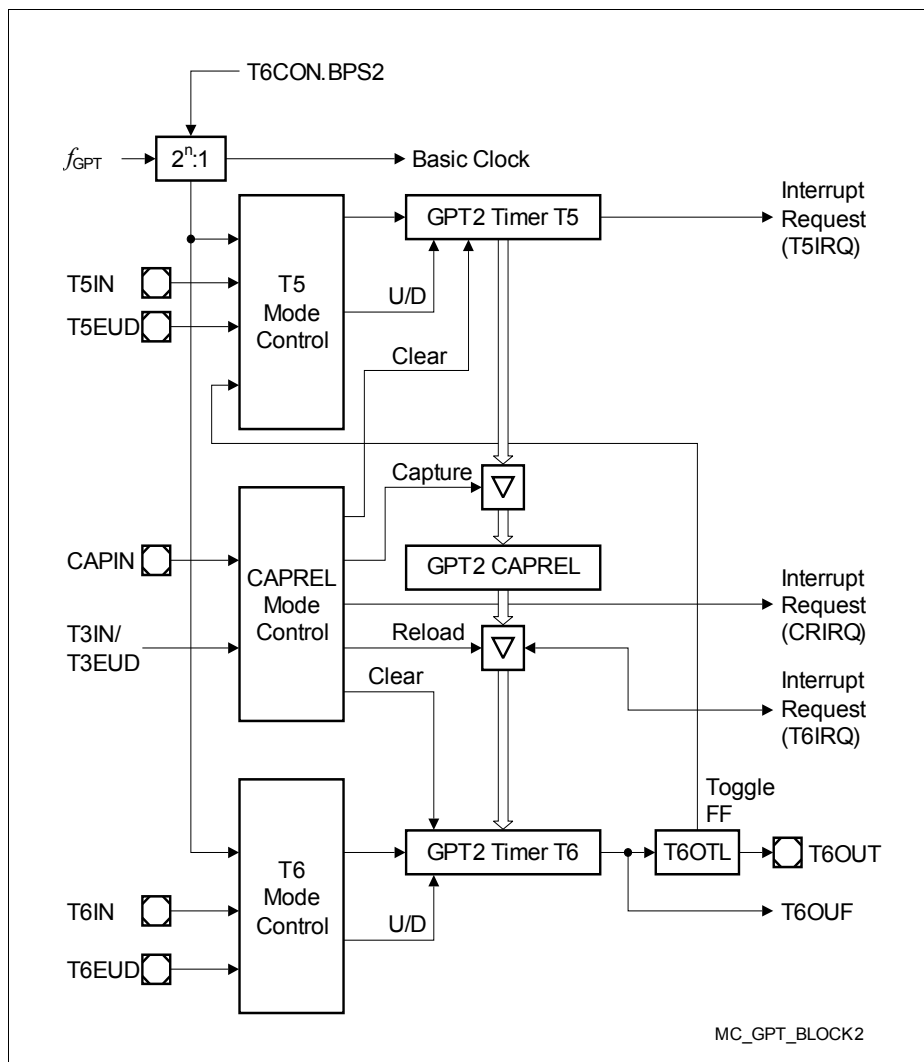 T6CON.BPS2
fGPT
2n:1
Basic Clock
Interrupt
Request
(T5IRQ)
GPT2 Timer T5
T5IN
T5EUD
T5
Mode
Control
U/D
Clear
Capture
CAPIN
T3IN/
T3EUD
CAPREL
Mode
Control
GPT2 CAPREL
Interrupt
Request
(CRIRQ)
Reload
Clear
Interrupt
Request
(T6IRQ)
Toggle
FF
T6
Mode
Control
GPT2 Timer T6
T6OTL
T6OUT
T6IN
T6EUD
U/D
T6OUF
MC_GPT_BLOCK2